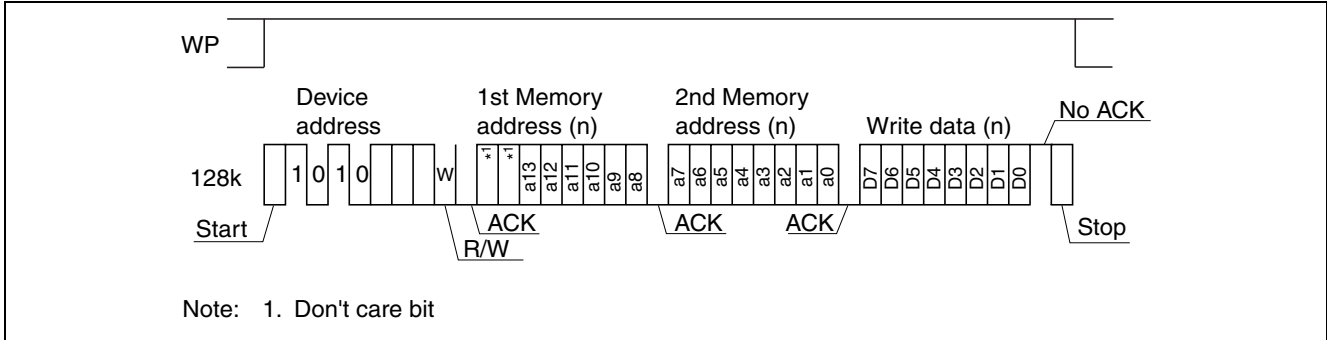 WP
Device address
1st Memory address (n)
2nd Memory address (n)
Write data (n)
No ACK
128k
1 0 1 0
W
*1 *1 a13 a12 a11 a10 a9 a8
a7 a6 a5 a4 a3 a2 a1 a0
D7 D6 D5 D4 D3 D2 D1 D0
Start
R/W
ACK
ACK
ACK
Stop
Note: 1. Don't care bit